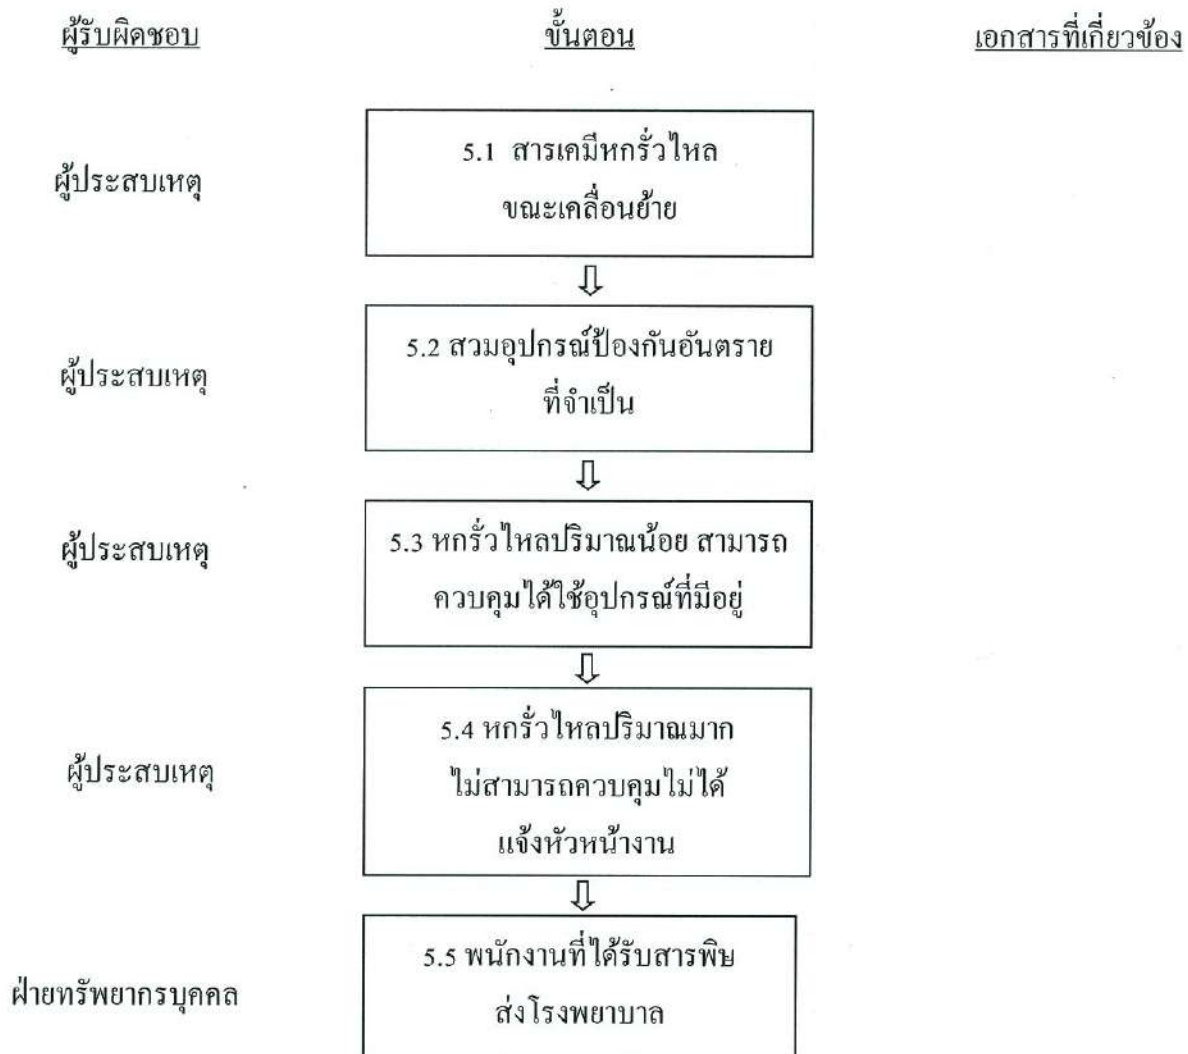 ผู้รับผิดชอบ ขั้นตอน เอกสารที่เกี่ยวข้อง
ผู้ประสบเหตุ
5.1 สารเคมีหกรั่วไหล
ขณะเคลื่อนย้าย
ผู้ประสบเหตุ
5.2 สวมอุปกรณ์ป้องกันอันตราย
ที่จำเป็น
ผู้ประสบเหตุ
5.3 หกรั่วไหลปริมาณน้อย สามารถ
ควบคุมได้ใช้อุปกรณ์ที่มีอยู่
ผู้ประสบเหตุ
5.4 หกรั่วไหลปริมาณมาก
ไม่สามารถควบคุมไม่ได้
แจ้งหัวหน้างาน
ฝ่ายทรัพยากรบุคคล
5.5 พนักงานที่ได้รับสารพิษ
ส่งโรงพยาบาล